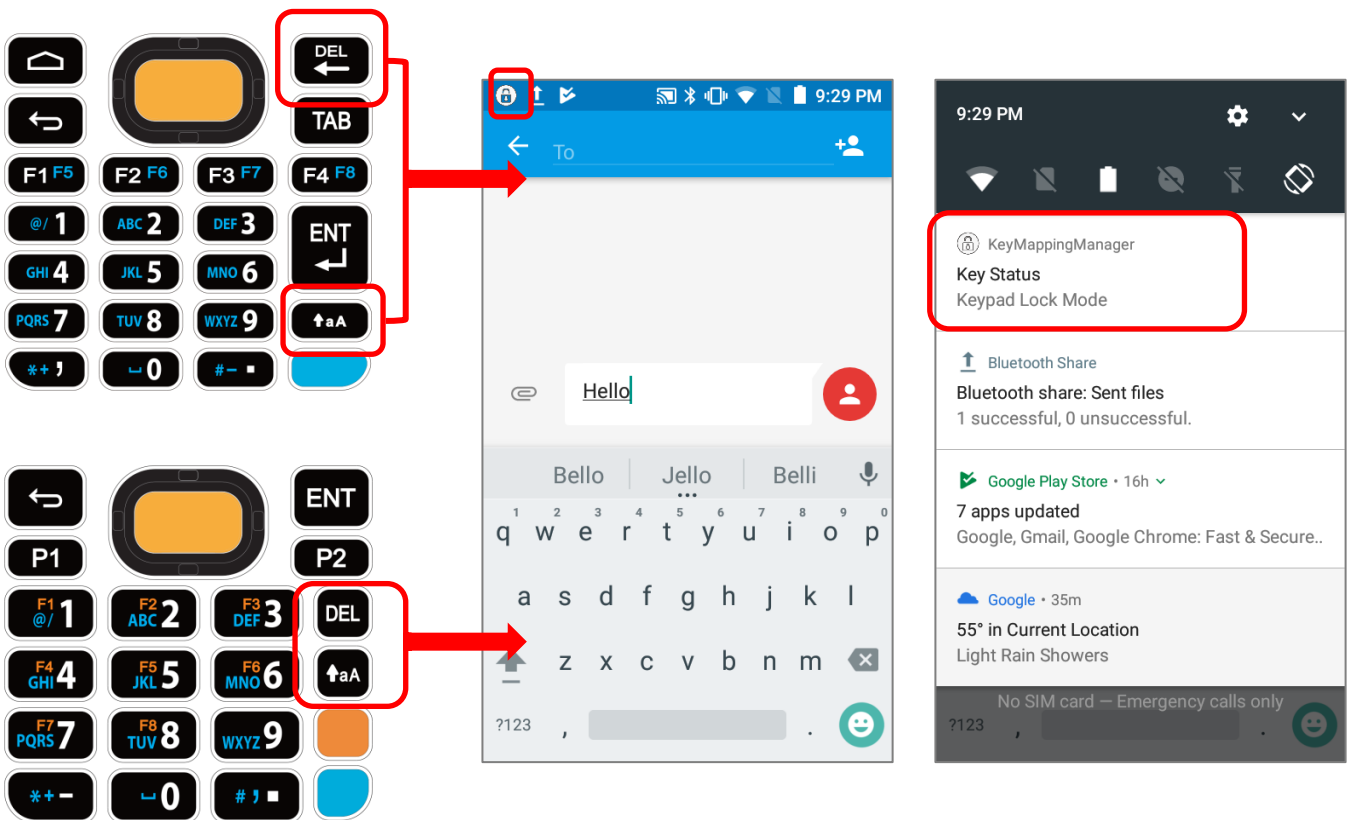 DEL
TAB
F1 F5 F2 F6 F3 F7 F4 F8
@/ 1 ABC 2 DEF 3 ENT
GHI 4 JKL 5 MNO 6
PQRS 7 TUV 8 WXYZ 9 aA
*+ , 0 #- .
ENT
P1 P2
F1 @/ 1 F2 ABC 2 F3 DEF 3 DEL
F4 GHI 4 F5 JKL 5 F6 MNO 6 aA
F7 PQRS 7 F8 TUV 8 WXYZ 9
*+ - 0 # , .
9:29 PM
To
Hello
Bello Jello Belli
1 2 3 4 5 6 7 8 9 0
q w e r t y u i o p
a s d f g h j k l
z x c v b n m
?123 , .
9:29 PM
KeyMappingManager
Key Status
Keypad Lock Mode
Bluetooth Share
Bluetooth share: Sent files
1 successful, 0 unsuccessful.
Google Play Store • 16h
7 apps updated
Google, Gmail, Google Chrome: Fast & Secure..
Google • 35m
55° in Current Location
Light Rain Showers
No SIM card — Emergency calls only
?123 , .